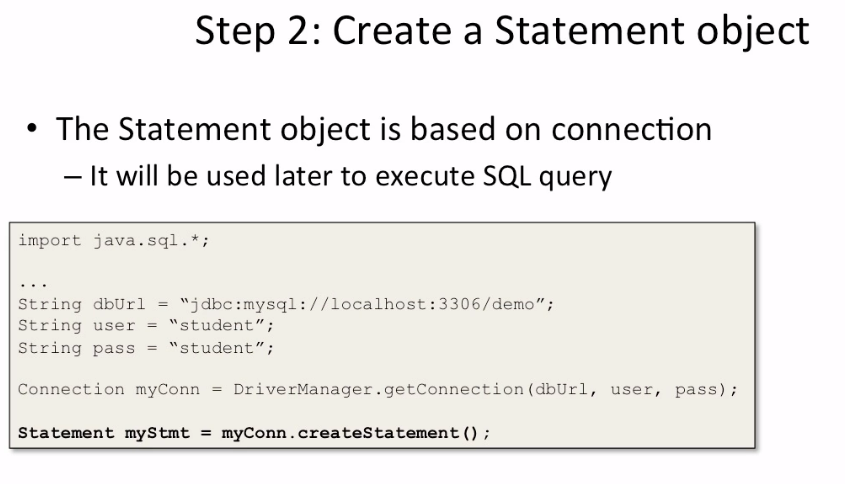 Step 2: Create a Statement object
• The Statement object is based on connection
– It will be used later to execute SQL query
import java.sql.*;
...
String dbUrl = “jdbc:mysql://localhost:3306/demo”;
String user = “student”;
String pass = “student”;
Connection myConn = DriverManager.getConnection(dbUrl, user, pass);
Statement myStmt = myConn.createStatement();